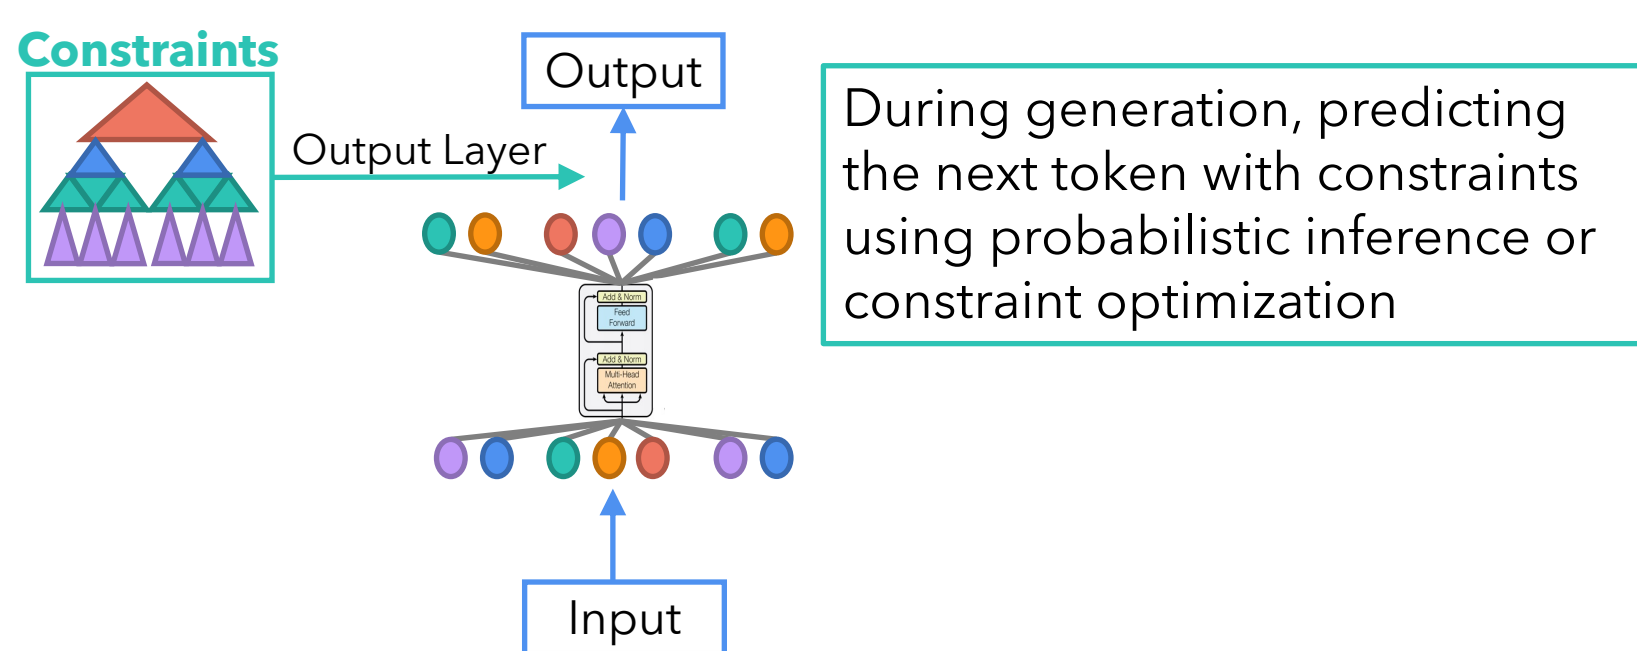 Constraints
Output
Output Layer
During generation, predicting
the next token with constraints
using probabilistic inference or
constraint optimization
Add & Norm
Feed
Forward
Add & Norm
Multi-Head
Attention
Input